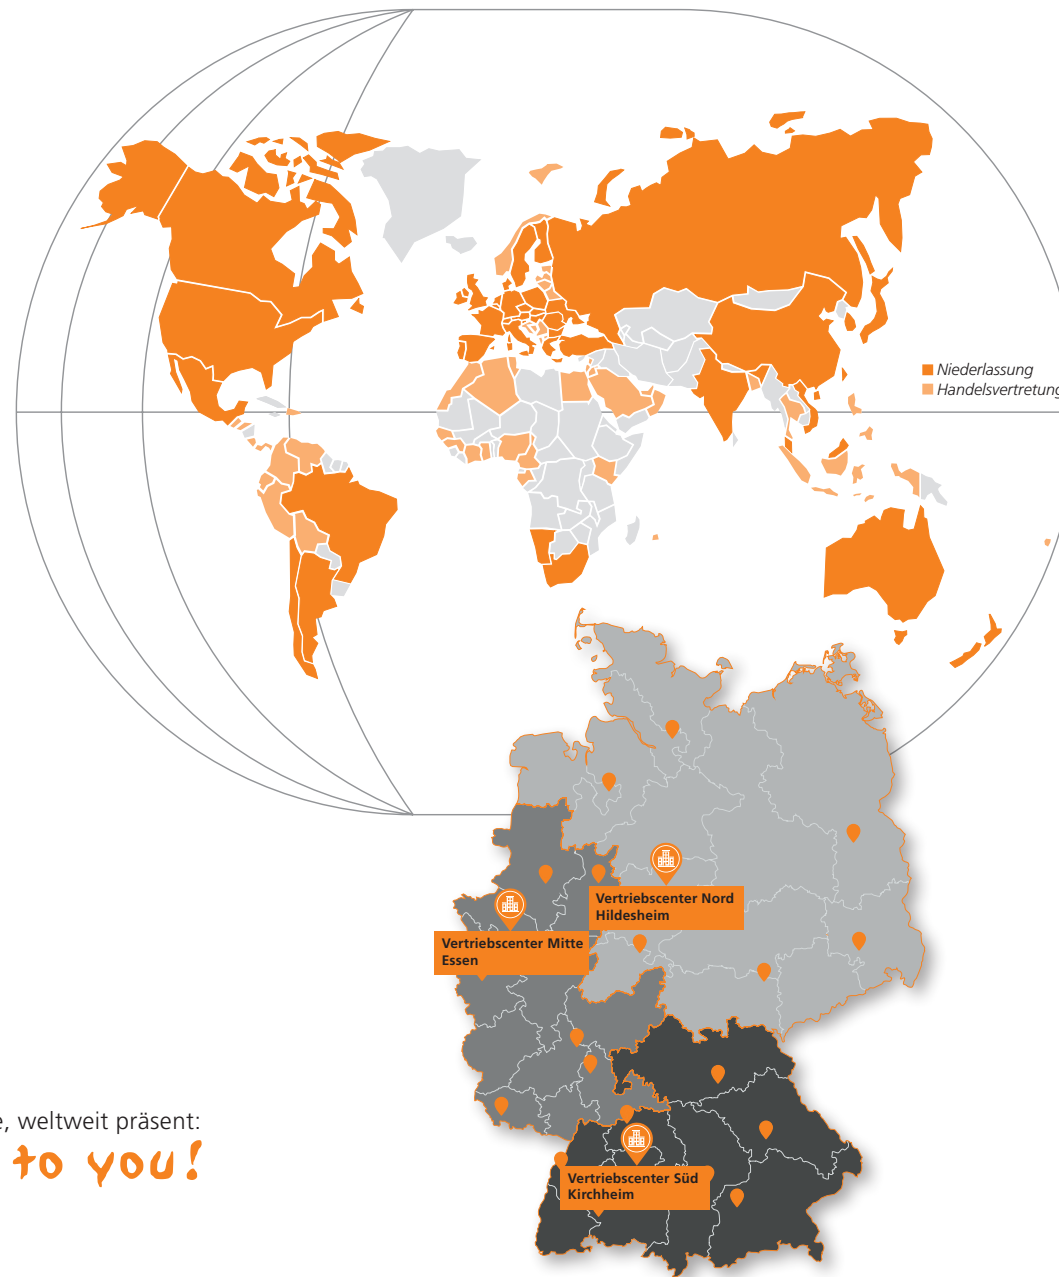 Niederlassung
Handelsvertretung
Vertriebscenter Nord
Hildesheim
Vertriebscenter Mitte
Essen
weltweit präsent:
to you!
Vertriebscenter Süd
Kirchheim